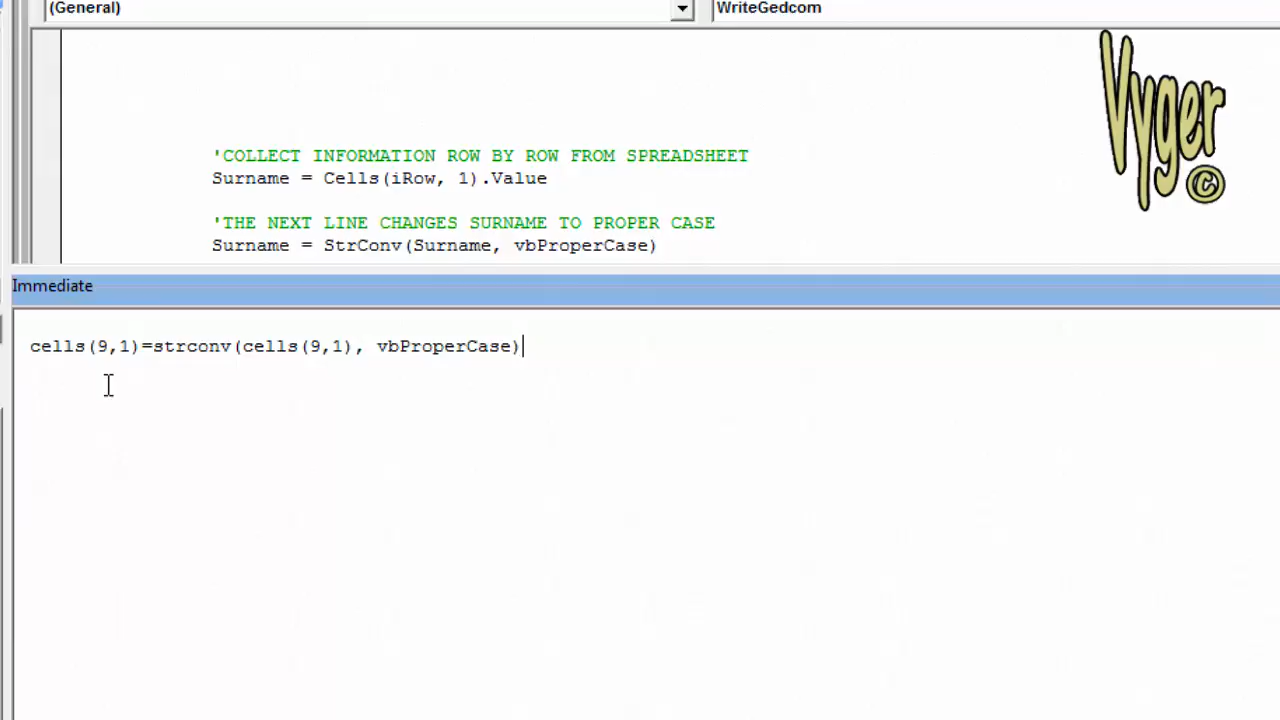 (General) WriteGedcom
Vyger ©
'COLLECT INFORMATION ROW BY ROW FROM SPREADSHEET
Surname = Cells(iRow, 1).Value
'THE NEXT LINE CHANGES SURNAME TO PROPER CASE
Surname = StrConv(Surname, vbProperCase)
Immediate
cells(9,1)=strconv(cells(9,1), vbProperCase)